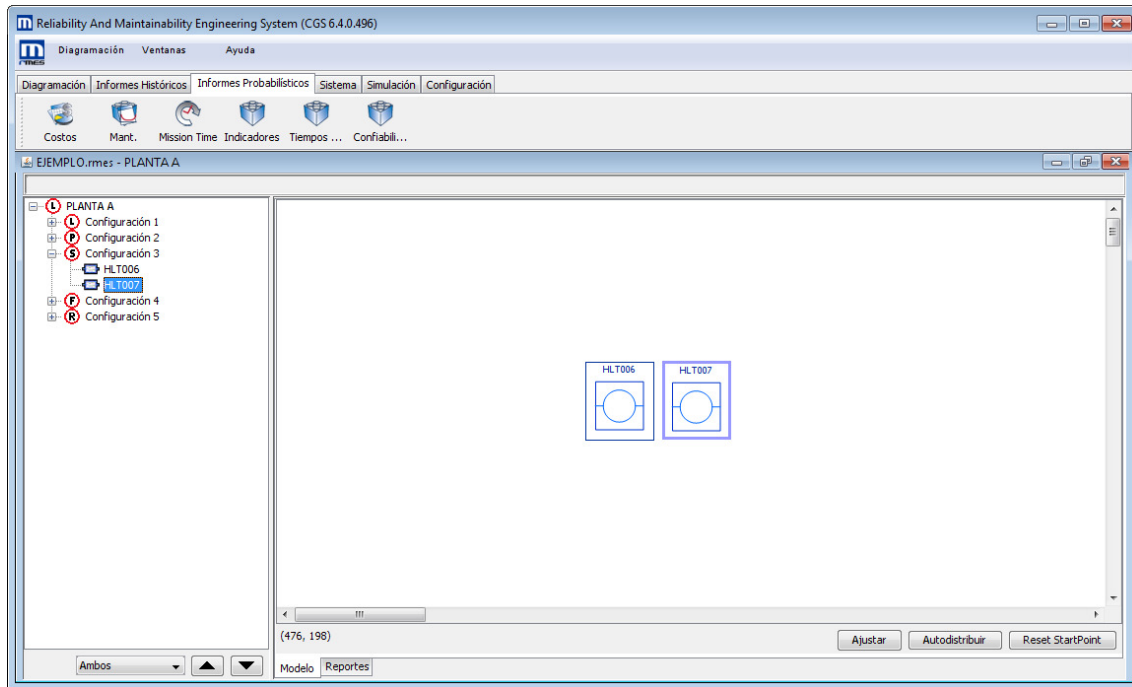 Reliability And Maintainability Engineering System (CGS 6.4.0.496)
rmes Diagramación Ventanas Ayuda
Diagramación Informes Históricos Informes Probabilísticos Sistema Simulación Configuración
Costos Mant. Mission Time Indicadores Tiempos ... Confiabili...
EJEMPLO.rmes - PLANTA A
L PLANTA A
L Configuración 1
P Configuración 2
S Configuración 3
HLT006
HLT007
F Configuración 4
R Configuración 5
HLT006 HLT007
(476, 198) Ajustar Autodistribuir Reset StartPoint
Ambos Modelo Reportes